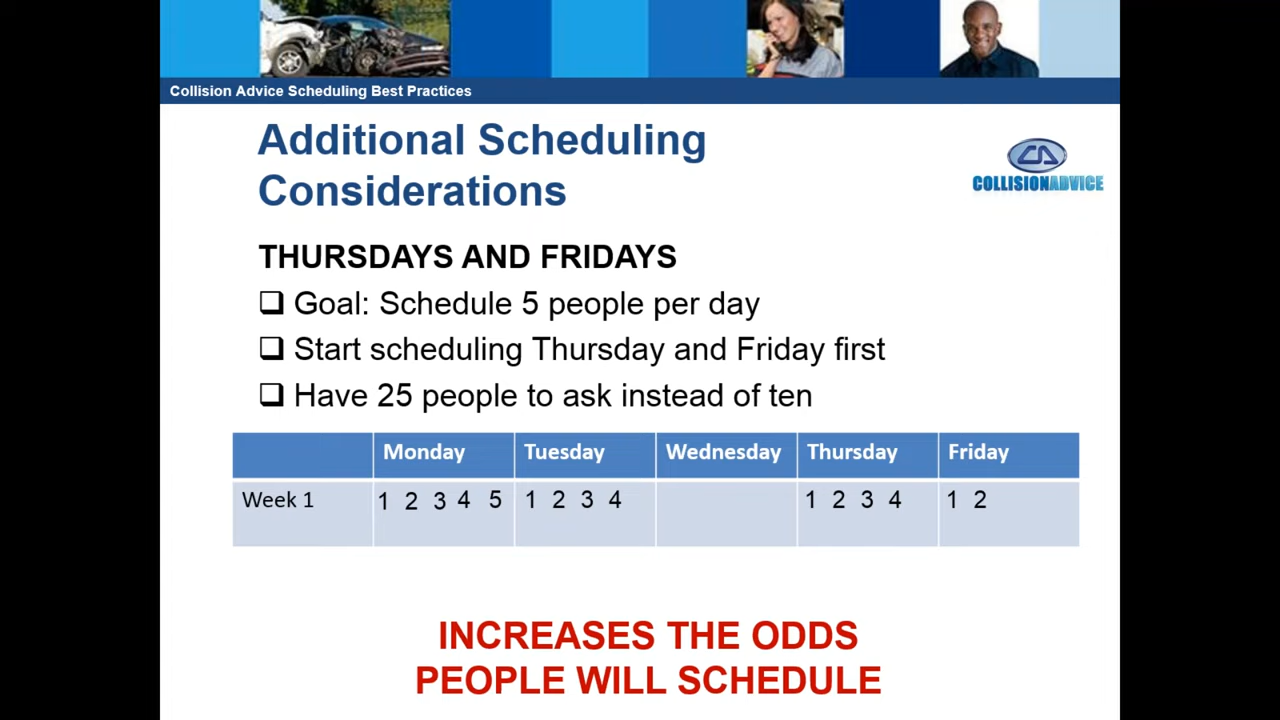 Collision Advice Scheduling Best Practices
Additional Scheduling
Considerations
COLLISIONADVICE
THURSDAYS AND FRIDAYS
Goal: Schedule 5 people per day
Start scheduling Thursday and Friday first
Have 25 people to ask instead of ten
Monday Tuesday Wednesday Thursday Friday
Week 1 1 2 3 4 5 1 2 3 4 1 2 3 4 1 2
INCREASES THE ODDS
PEOPLE WILL SCHEDULE